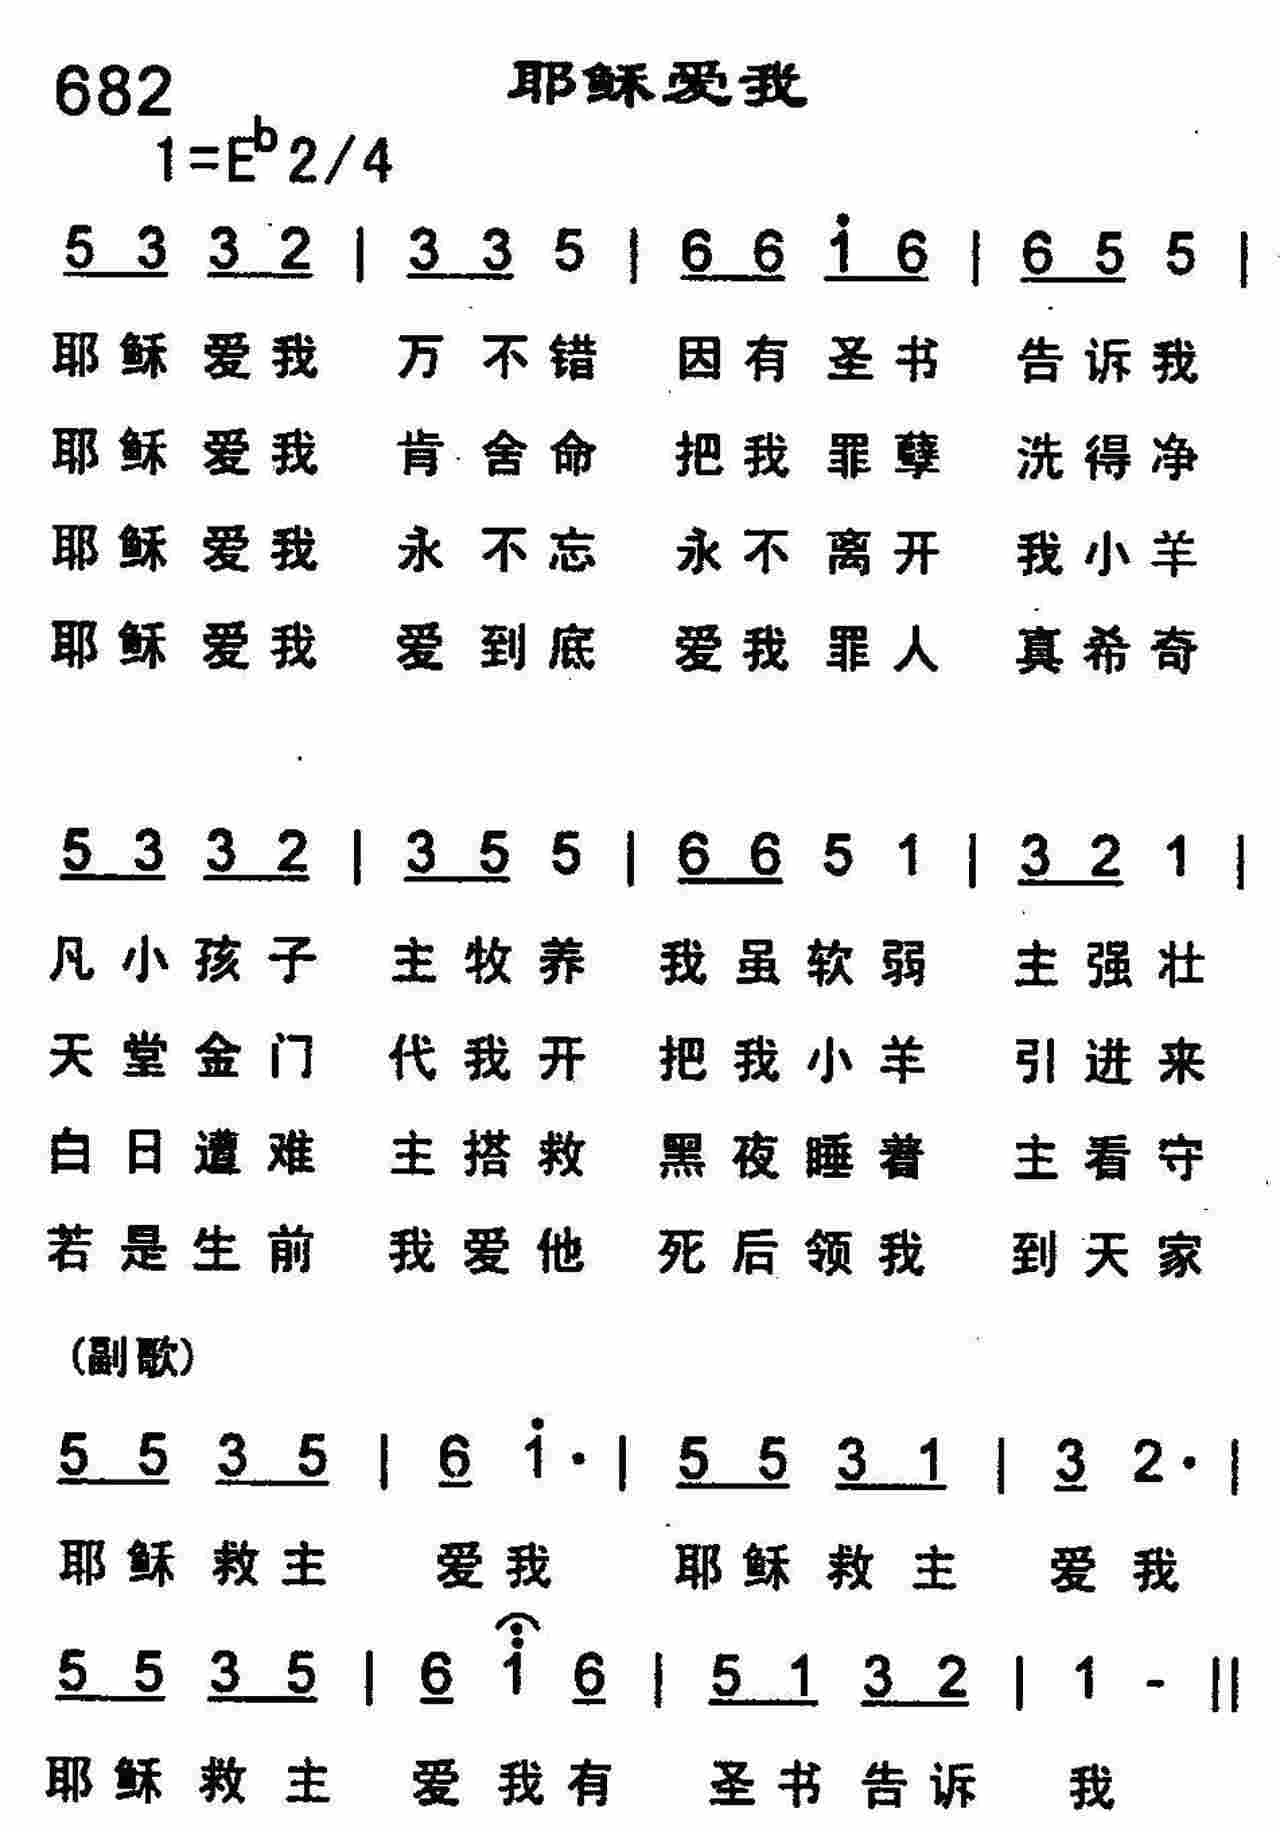 682 耶稣爱我
1=E♭2/4
5 3 3 2 | 3 3 5 | 6 6 1̇ 6 | 6 5 5 |
耶稣爱我 万不错 因有圣书 告诉我
耶稣爱我 肯舍命 把我罪孽 洗得净
耶稣爱我 永不忘 永不离开 我小羊
耶稣爱我 爱到底 爱我罪人 真希奇
5 3 3 2 | 3 5 5 | 6 6 5 1 | 3 2 1 |
凡小孩子 主牧养 我虽软弱 主强壮
天堂金门 代我开 把我小羊 引进来
白日遭难 主搭救 黑夜睡着 主看守
若是生前 我爱他 死后领我 到天家
(副歌)
5 5 3 5 | 6 1̇· | 5 5 3 1 | 3 2· |
耶稣救主 爱我 耶稣救主 爱我
5 5 3 5 | 6 1̇ 6 | 5 1 3 2 | 1 - ||
耶稣救主 爱我有 圣书告诉 我